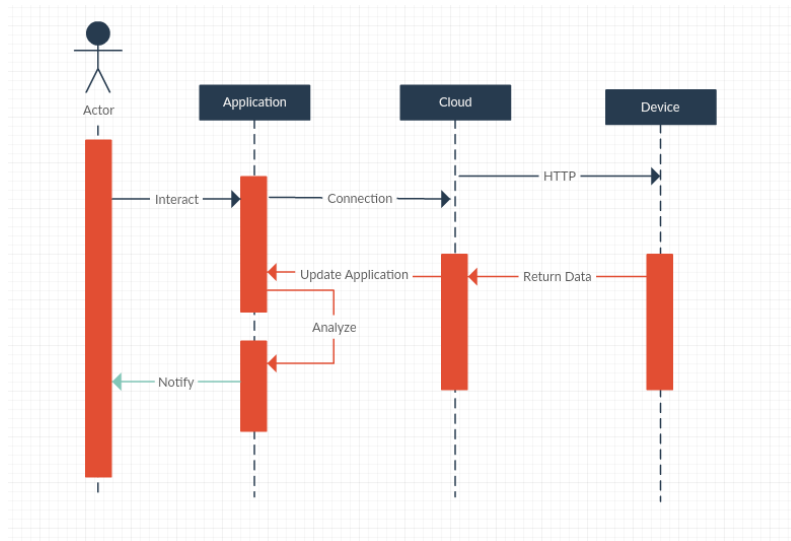 Actor
Application
Cloud
Device
HTTP
Interact
Connection
Update Application
Return Data
Analyze
Notify